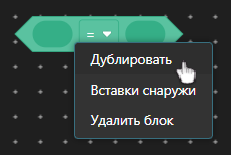 = ▼
Дублировать
Вставки снаружи
Удалить блок